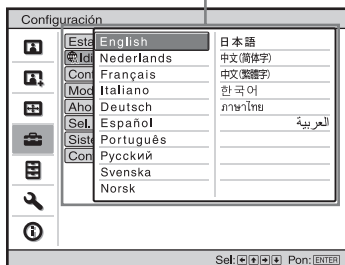 Configuración
Esta
Idi
Conf
Mod
Aho
Sel.
Siste
Con
English
Nederlands
Français
Italiano
Deutsch
Español
Português
Русский
Svenska
Norsk
日本語
中文(简体字)
中文(繁體字)
한국어
ภาษาไทย
العربية
Sel: Pon: ENTER